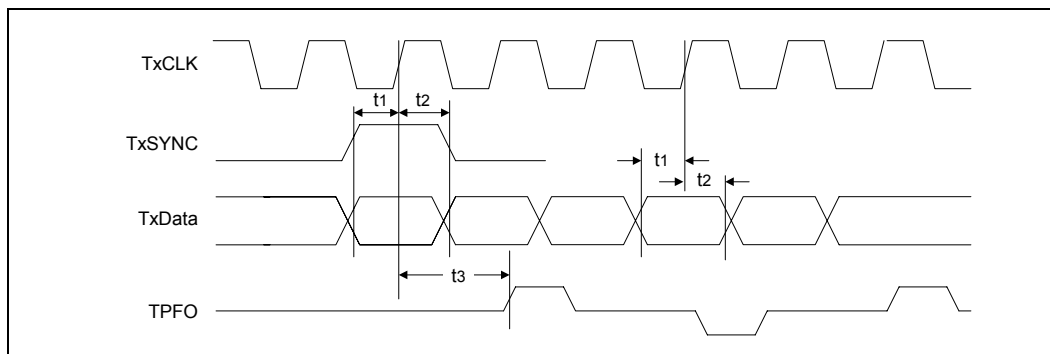 TxCLK
t1 t2
TxSYNC
t1
t2
TxData
t3
TPFO